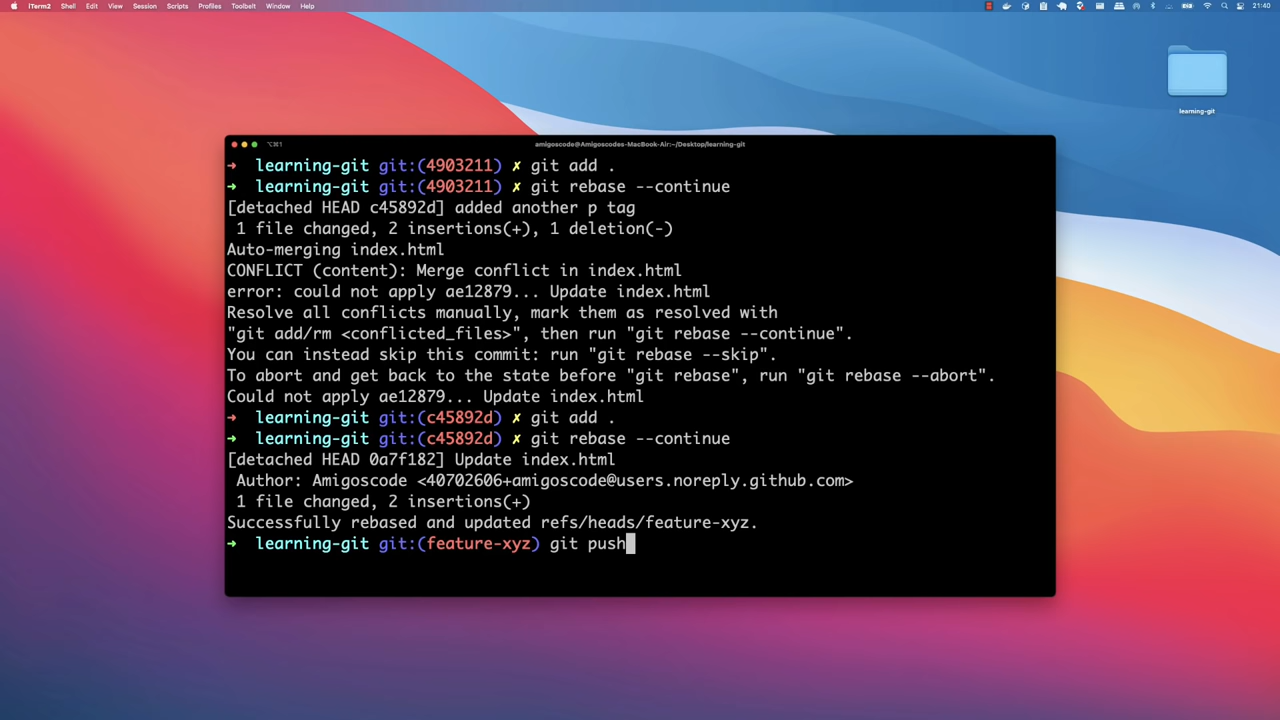 iTerm2 Shell Edit View Session Scripts Profiles Toolbelt Window Help 21:40
learning-git
⌥⌘1 amigoscode@Amigoscodes-MacBook-Air:~/Desktop/learning-git
➜ learning-git git:(4903211) ✗ git add .
➜ learning-git git:(4903211) ✗ git rebase --continue
[detached HEAD c45892d] added another p tag
1 file changed, 2 insertions(+), 1 deletion(-)
Auto-merging index.html
CONFLICT (content): Merge conflict in index.html
error: could not apply ae12879... Update index.html
Resolve all conflicts manually, mark them as resolved with
"git add/rm <conflicted_files>", then run "git rebase --continue".
You can instead skip this commit: run "git rebase --skip".
To abort and get back to the state before "git rebase", run "git rebase --abort".
Could not apply ae12879... Update index.html
➜ learning-git git:(c45892d) ✗ git add .
➜ learning-git git:(c45892d) ✗ git rebase --continue
[detached HEAD 0a7f182] Update index.html
Author: Amigoscode <40702606+amigoscode@users.noreply.github.com>
1 file changed, 2 insertions(+)
Successfully rebased and updated refs/heads/feature-xyz.
➜ learning-git git:(feature-xyz) git push